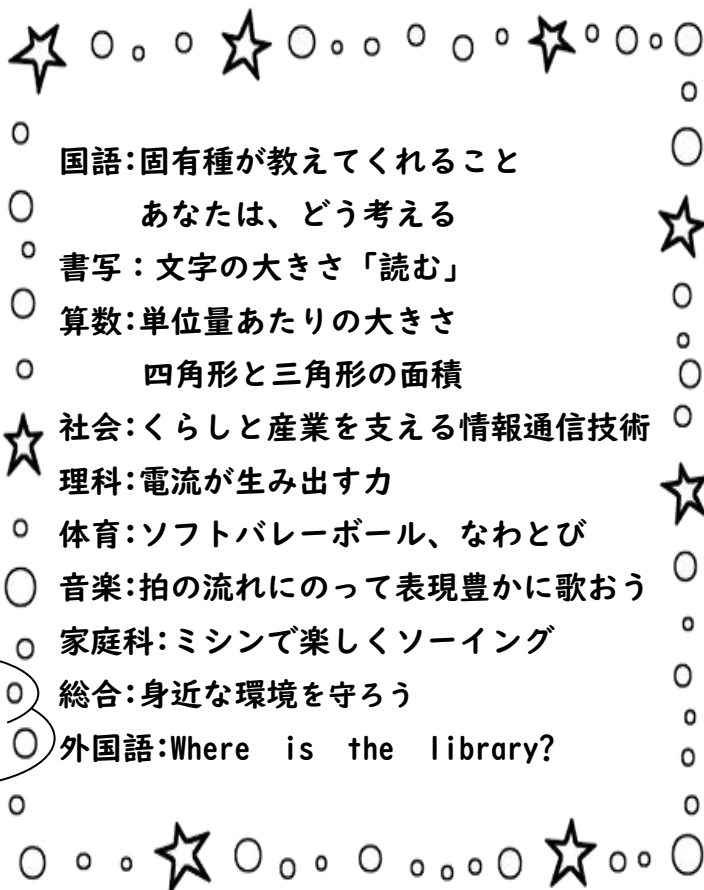 国語:固有種が教えてくれること
あなたは、どう考える
書写：文字の大きさ「読む」
算数:単位量あたりの大きさ
四角形と三角形の面積
社会:くらしと産業を支える情報通信技術
理科:電流が生み出す力
体育:ソフトバレーボール、なわとび
音楽:拍の流れにのって表現豊かに歌おう
家庭科:ミシンで楽しくソーイング
総合:身近な環境を守ろう
外国語:Where is the library?